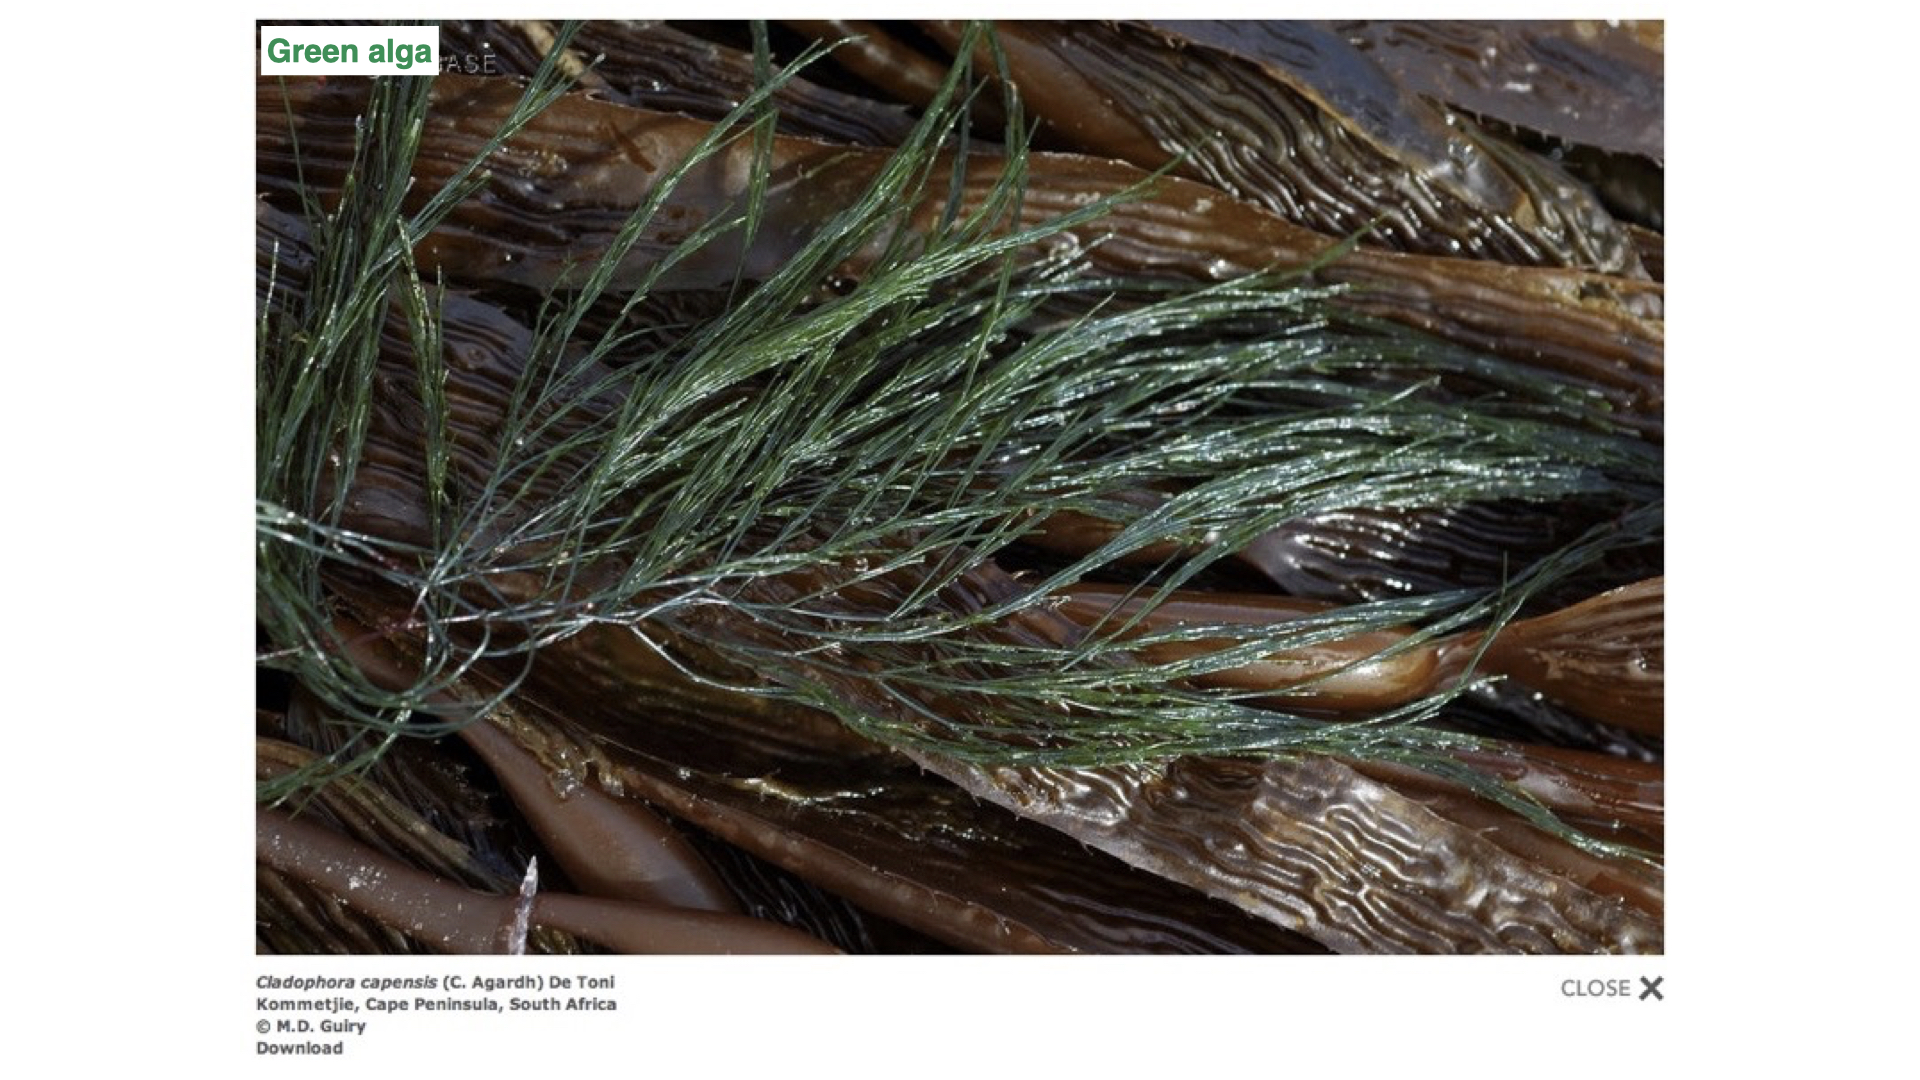 Green alga
Cladophora capensis (C. Agardh) De Toni
Kommetjie, Cape Peninsula, South Africa
© M.D. Guiry
Download
CLOSE X